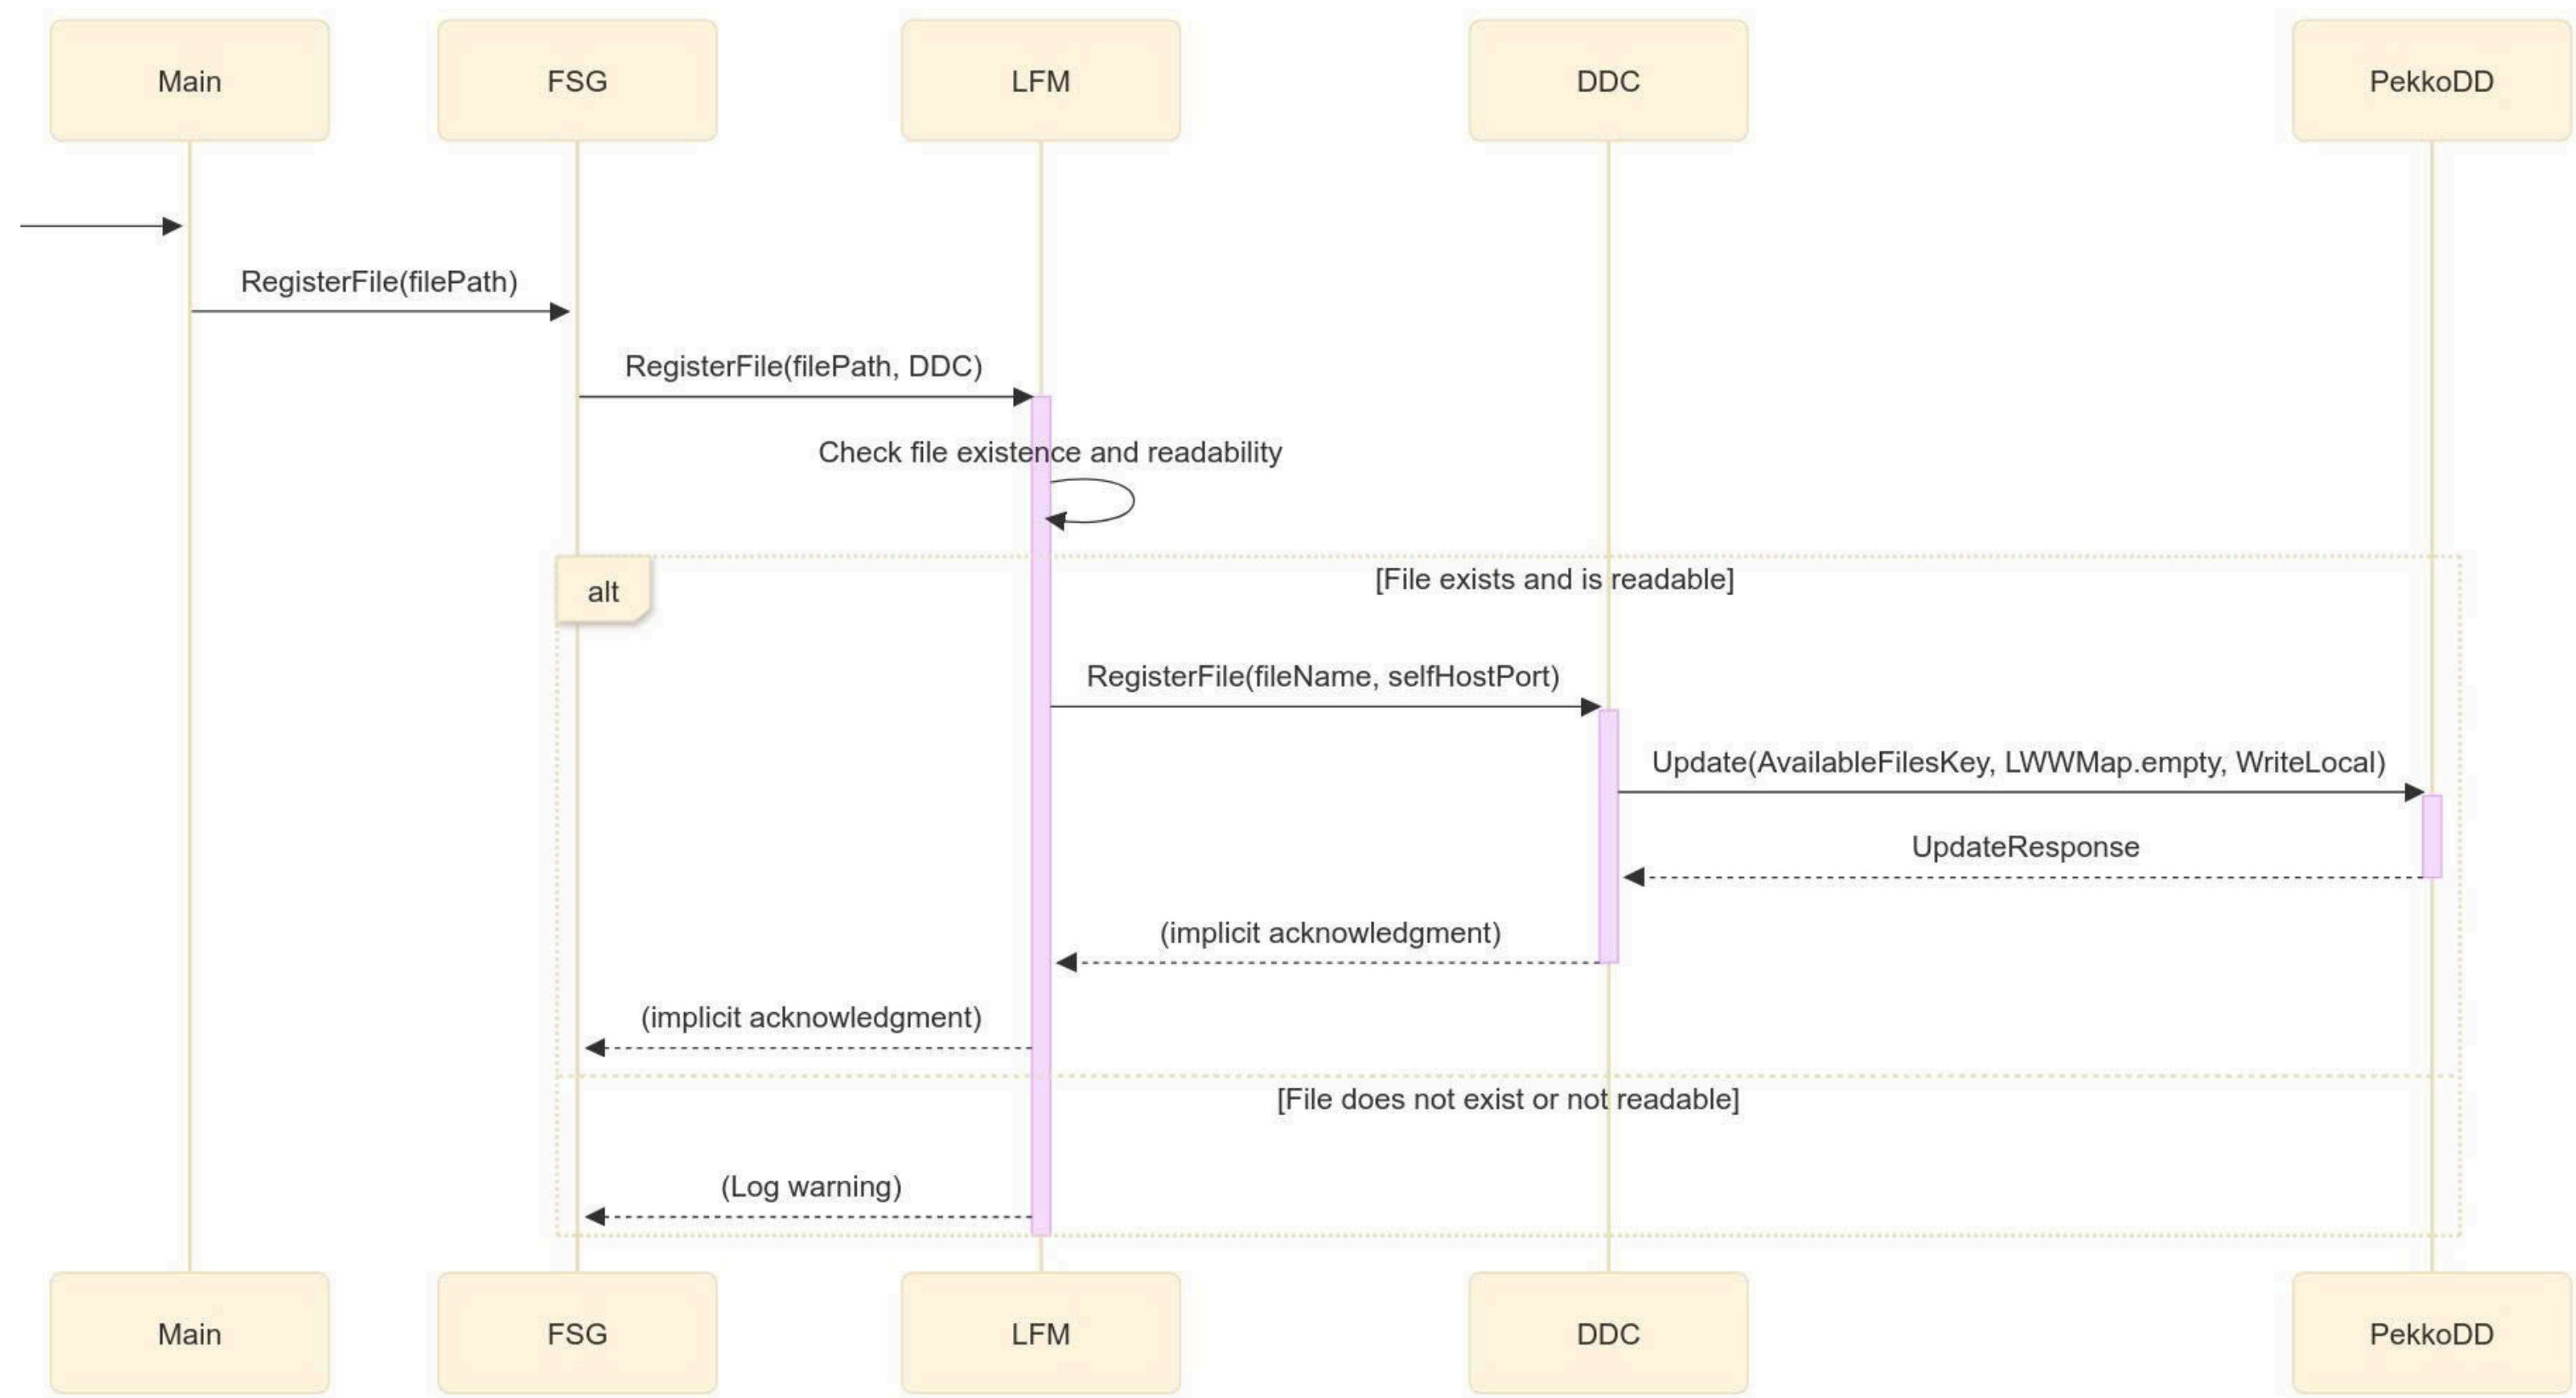 Main
FSG
LFM
DDC
PekkoDD
RegisterFile(filePath)
RegisterFile(filePath, DDC)
Check file existence and readability
alt
[File exists and is readable]
RegisterFile(fileName, selfHostPort)
Update(AvailableFilesKey, LWWMap.empty, WriteLocal)
UpdateResponse
(implicit acknowledgment)
(implicit acknowledgment)
[File does not exist or not readable]
(Log warning)
Main
FSG
LFM
DDC
PekkoDD